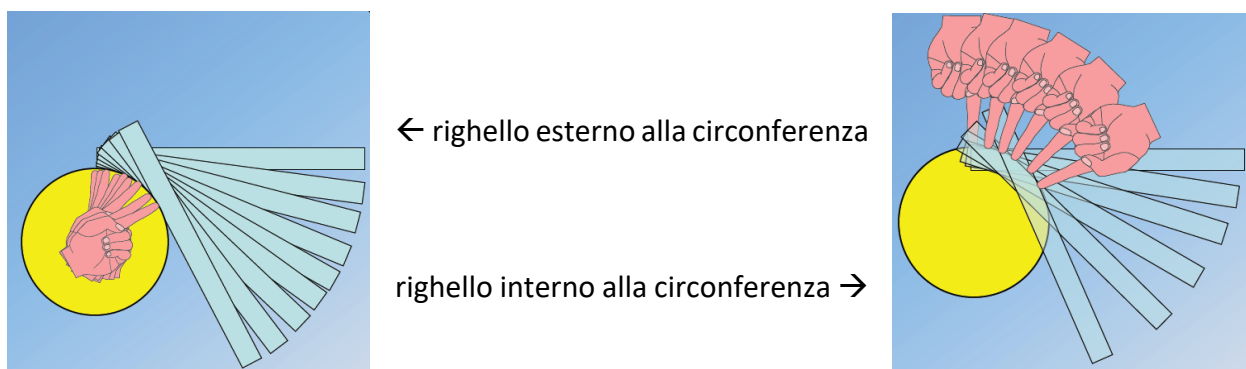 ← righello esterno alla circonferenza
righello interno alla circonferenza →